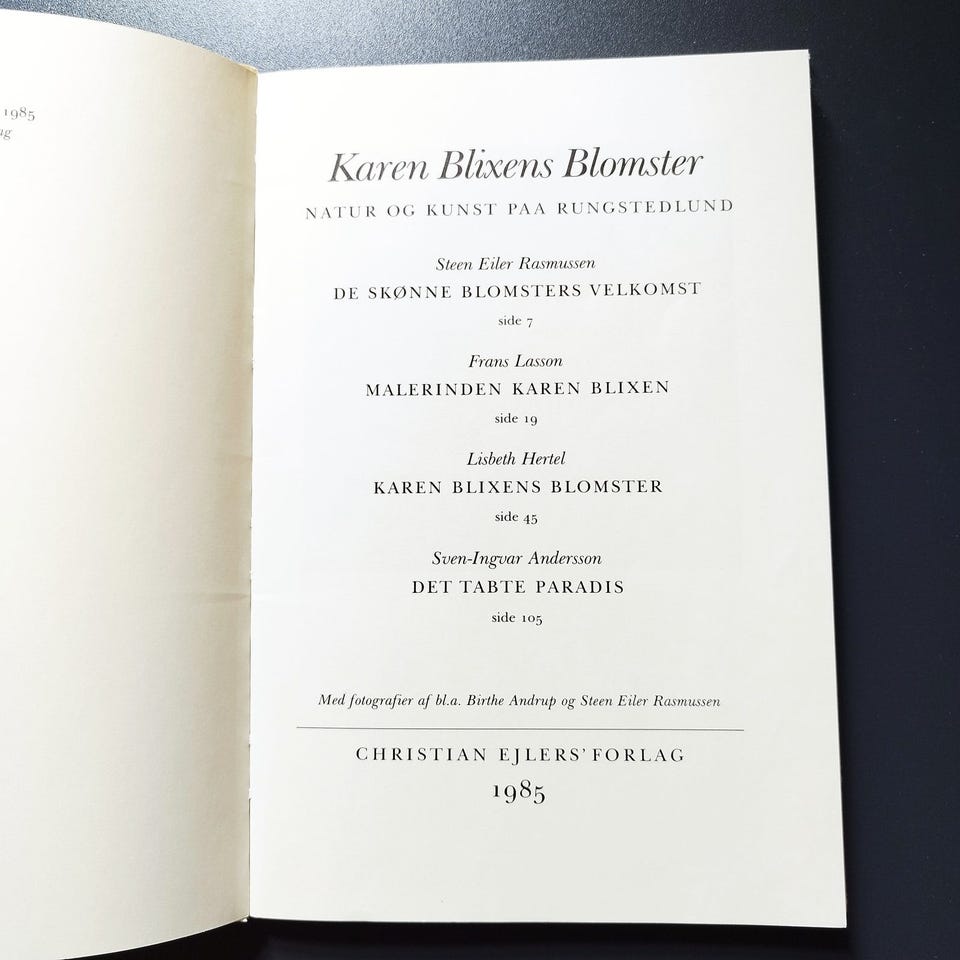 1985
Karen Blixens Blomster
NATUR OG KUNST PAA RUNGSTEDLUND
Steen Eiler Rasmussen
DE SKØNNE BLOMSTERS VELKOMST
side 7
Frans Lasson
MALERINDEN KAREN BLIXEN
side 19
Lisbeth Hertel
KAREN BLIXENS BLOMSTER
side 45
Sven-Ingvar Andersson
DET TABTE PARADIS
side 105
Med fotografier af bl.a. Birthe Andrup og Steen Eiler Rasmussen
CHRISTIAN EJLERS' FORLAG
1985